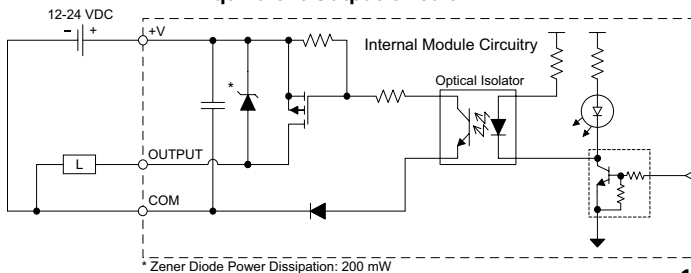 12-24 VDC
– +
+V
Internal Module Circuitry
Optical Isolator
*
OUTPUT
L
COM
* Zener Diode Power Dissipation: 200 mW